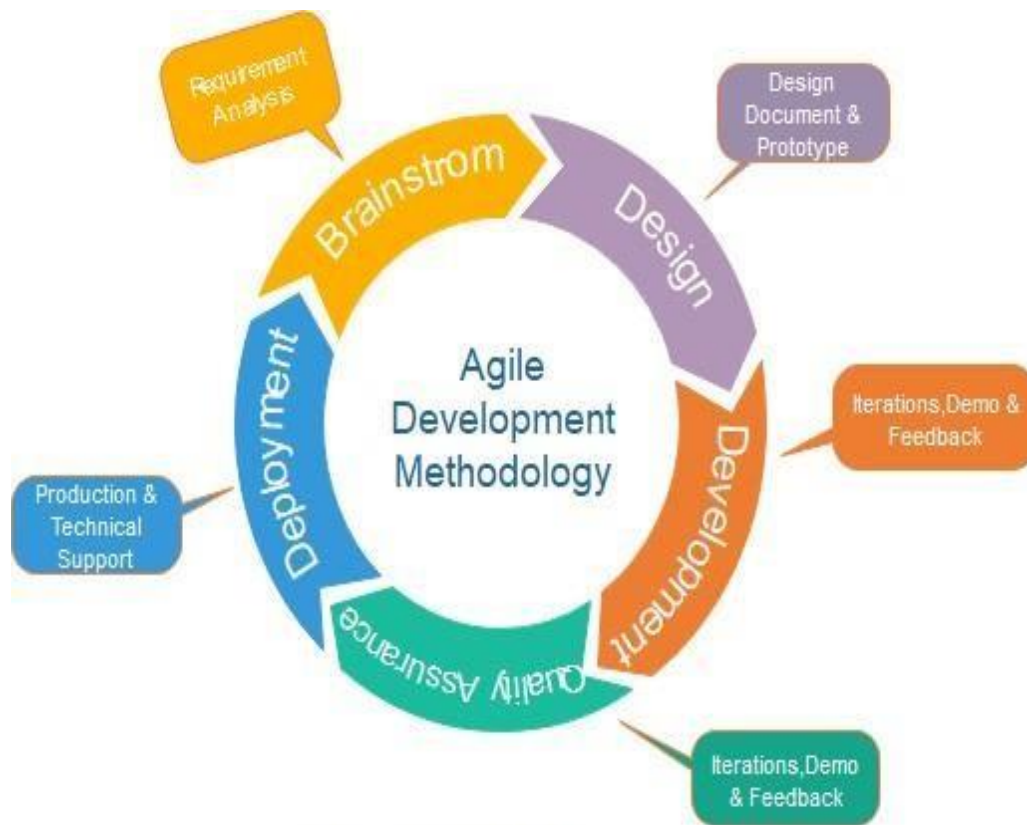 Requirement
Analysis
Brainstrom
Design
Document &
Prototype
Design
Agile
Development
Methodology
Iterations,Demo &
Feedback
Development
Deployment
Production &
Technical
Support
Quality Assurance
Iterations,Demo
& Feedback